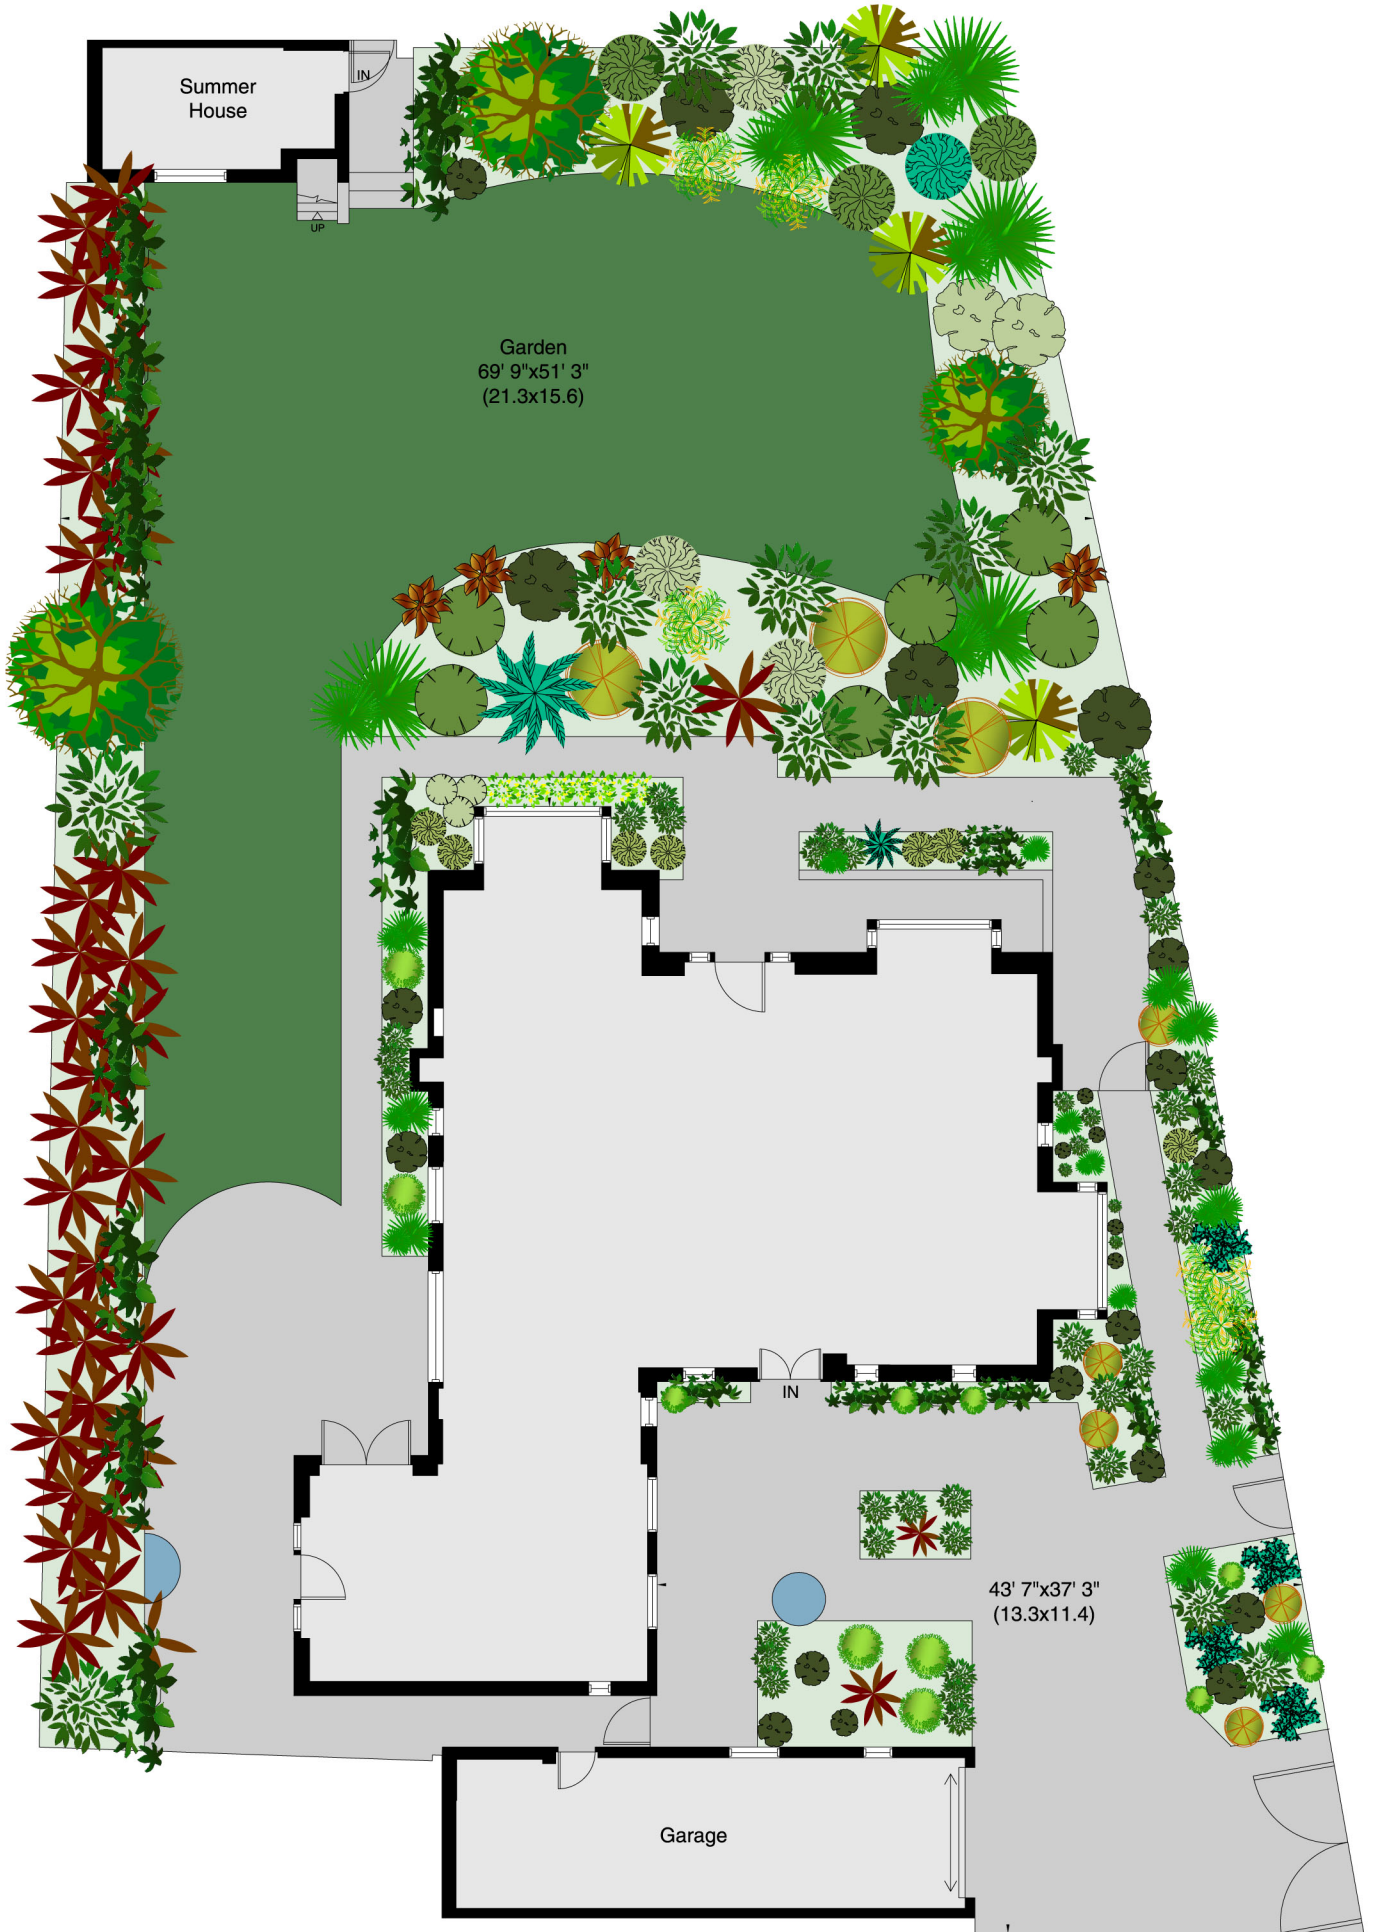 Summer
House
IN
UP
Garden
69' 9"x51' 3"
(21.3x15.6)
IN
43' 7"x37' 3"
(13.3x11.4)
Garage